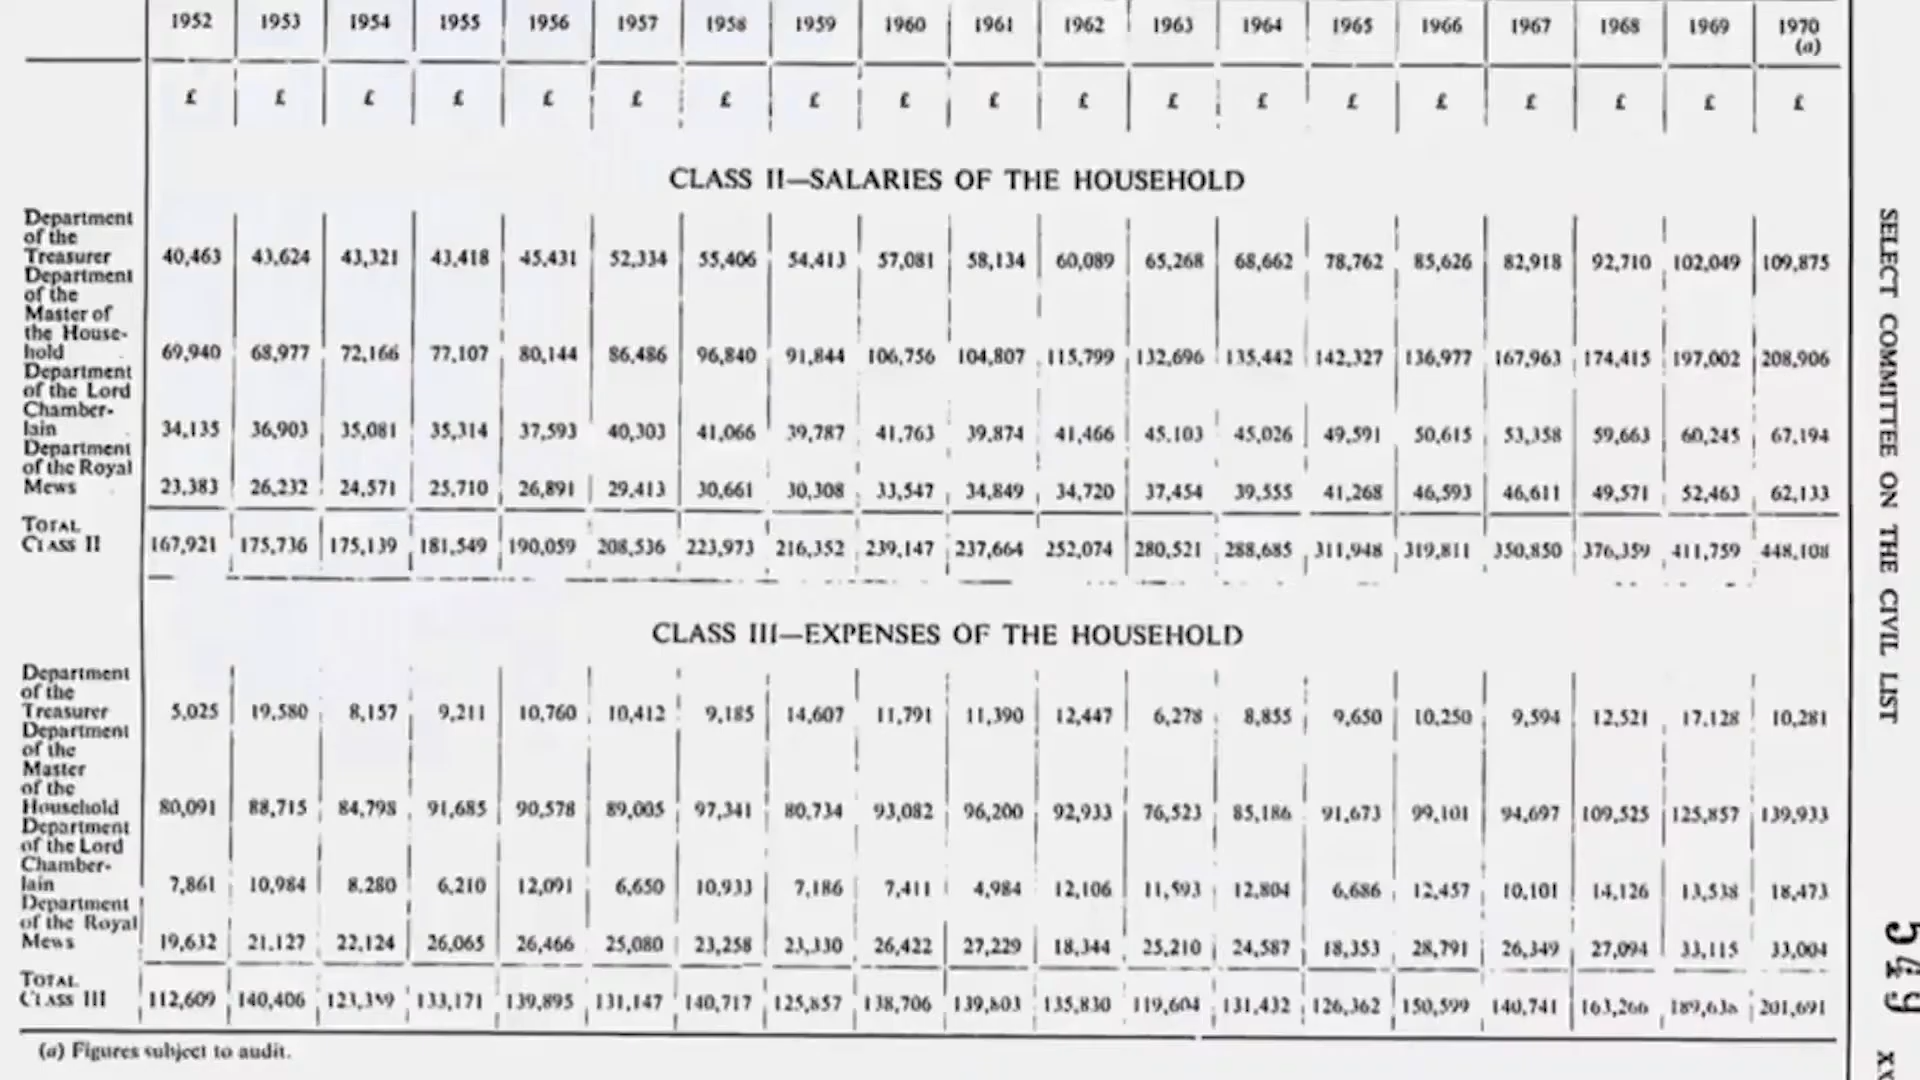 1952 1953 1954 1955 1956 1957 1958 1959 1960 1961 1962 1963 1964 1965 1966 1967 1968 1969 1970
(a)
£ £ £ £ £ £ £ £ £ £ £ £ £ £ £ £ £ £ £
CLASS II—SALARIES OF THE HOUSEHOLD
Department
of the
Treasurer 40,463 43,624 43,321 43,418 45,431 52,334 55,406 54,413 57,081 58,134 60,089 65,268 68,662 78,762 85,626 82,918 92,710 102,049 109,875
Department
of the
Master of
the House-
hold 69,940 68,977 72,166 77,107 80,144 86,486 96,840 91,844 106,756 104,807 115,799 132,696 135,442 142,327 136,977 167,963 174,415 197,002 208,906
Department
of the Lord
Chamber-
lain 34,135 36,903 35,081 35,314 37,593 40,303 41,066 39,787 41,763 39,874 41,466 45,103 45,026 49,591 50,615 53,358 59,663 60,245 67,194
Department
of the Royal
Mews 23,383 26,232 24,571 25,710 26,891 29,413 30,661 30,308 33,547 34,849 34,720 37,454 39,555 41,268 46,593 46,611 49,571 52,463 62,133
TOTAL
CLASS II 167,921 175,736 175,139 181,549 190,059 208,536 223,973 216,352 239,147 237,664 252,074 280,521 288,685 311,948 319,811 350,850 376,359 411,759 448,108
CLASS III—EXPENSES OF THE HOUSEHOLD
Department
of the
Treasurer 5,025 19,580 8,157 9,211 10,760 10,412 9,185 14,607 11,791 11,390 12,447 6,278 8,855 9,650 10,250 9,594 12,521 17,128 10,281
Department
of the
Master
of the
Household 80,091 88,715 84,798 91,685 90,578 89,005 97,341 80,734 93,082 96,200 92,933 76,523 85,186 91,673 99,101 94,697 109,525 125,857 139,933
Department
of the Lord
Chamber-
lain 7,861 10,984 8,280 6,210 12,091 6,650 10,933 7,186 7,411 4,984 12,106 11,593 12,804 6,686 12,457 10,101 14,126 13,538 18,473
Department
of the Royal
Mews 19,632 21,127 22,124 26,065 26,466 25,080 23,258 23,330 26,422 27,229 18,344 25,210 24,587 18,353 28,791 26,349 27,094 33,115 33,004
TOTAL
CLASS III 112,609 140,406 123,359 133,171 139,895 131,147 140,717 125,857 138,706 139,803 135,830 119,604 131,432 126,362 150,599 140,741 163,266 189,638 201,691
(a) Figures subject to audit.
SELECT COMMITTEE ON THE CIVIL LIST
549